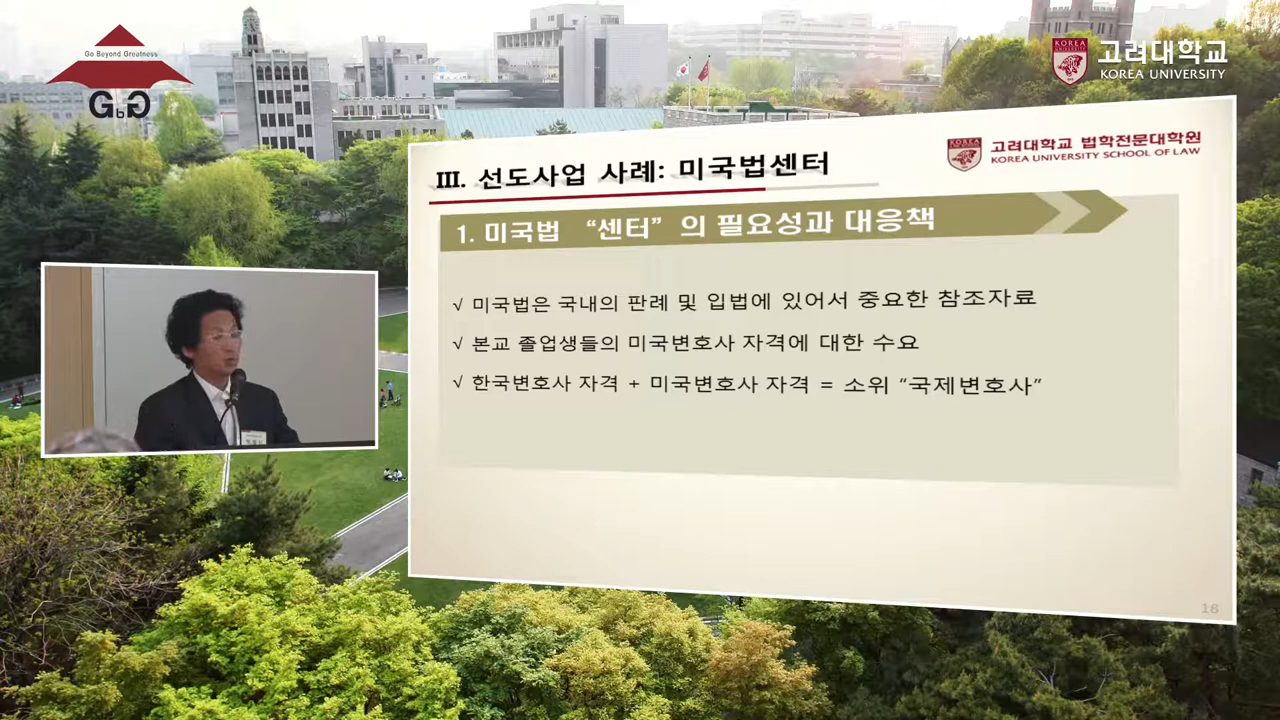 Go Beyond Greatness
GbG
KOREA UNIVERSITY
고려대학교
KOREA UNIVERSITY
KOREA UNIVERSITY
고려대학교 법학전문대학원
KOREA UNIVERSITY SCHOOL OF LAW
III. 선도사업 사례: 미국법센터
1. 미국법 “센터”의 필요성과 대응책
√ 미국법은 국내의 판례 및 입법에 있어서 중요한 참조자료
√ 본교 졸업생들의 미국변호사 자격에 대한 수요
√ 한국변호사 자격 + 미국변호사 자격 = 소위 “국제변호사”
18